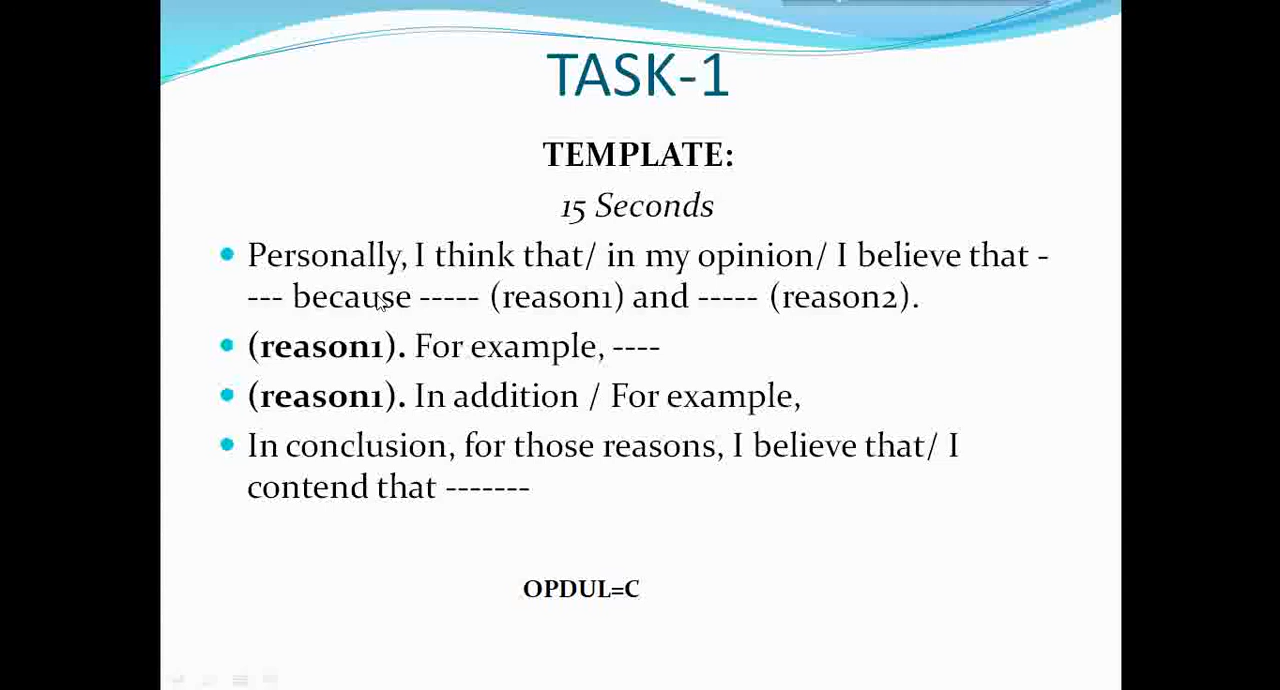 TASK-1
TEMPLATE:
15 Seconds
Personally, I think that/ in my opinion/ I believe that -
--- because ----- (reason1) and ----- (reason2).
(reason1). For example, ----
(reason1). In addition / For example,
In conclusion, for those reasons, I believe that/ I
contend that -------
OPDUL=C